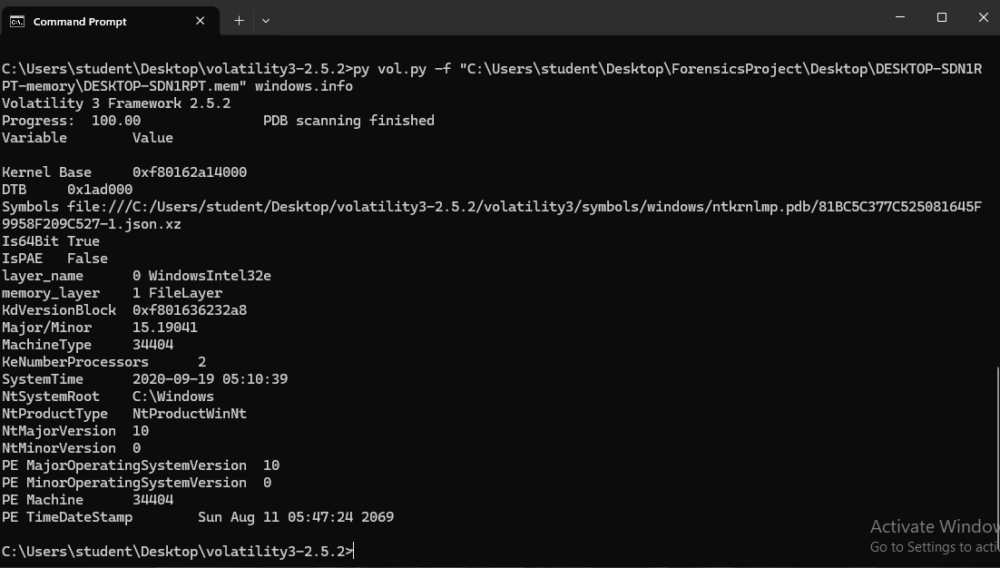 Command Prompt
C:\Users\student\Desktop\volatility3-2.5.2>py vol.py -f "C:\Users\student\Desktop\ForensicsProject\Desktop\DESKTOP-SDN1R
PT-memory\DESKTOP-SDN1RPT.mem" windows.info
Volatility 3 Framework 2.5.2
Progress:  100.00               PDB scanning finished
Variable        Value
Kernel Base     0xf80162a14000
DTB     0x1ad000
Symbols file:///C:/Users/student/Desktop/volatility3-2.5.2/volatility3/symbols/windows/ntkrnlmp.pdb/81BC5C377C525081645F
9958F209C527-1.json.xz
Is64Bit True
IsPAE   False
layer_name      0 WindowsIntel32e
memory_layer    1 FileLayer
KdVersionBlock  0xf801636232a8
Major/Minor     15.19041
MachineType     34404
KeNumberProcessors      2
SystemTime      2020-09-19 05:10:39
NtSystemRoot    C:\Windows
NtProductType   NtProductWinNt
NtMajorVersion  10
NtMinorVersion  0
PE MajorOperatingSystemVersion  10
PE MinorOperatingSystemVersion  0
PE Machine      34404
PE TimeDateStamp        Sun Aug 11 05:47:24 2069
C:\Users\student\Desktop\volatility3-2.5.2>
Activate Window
Go to Settings to acti